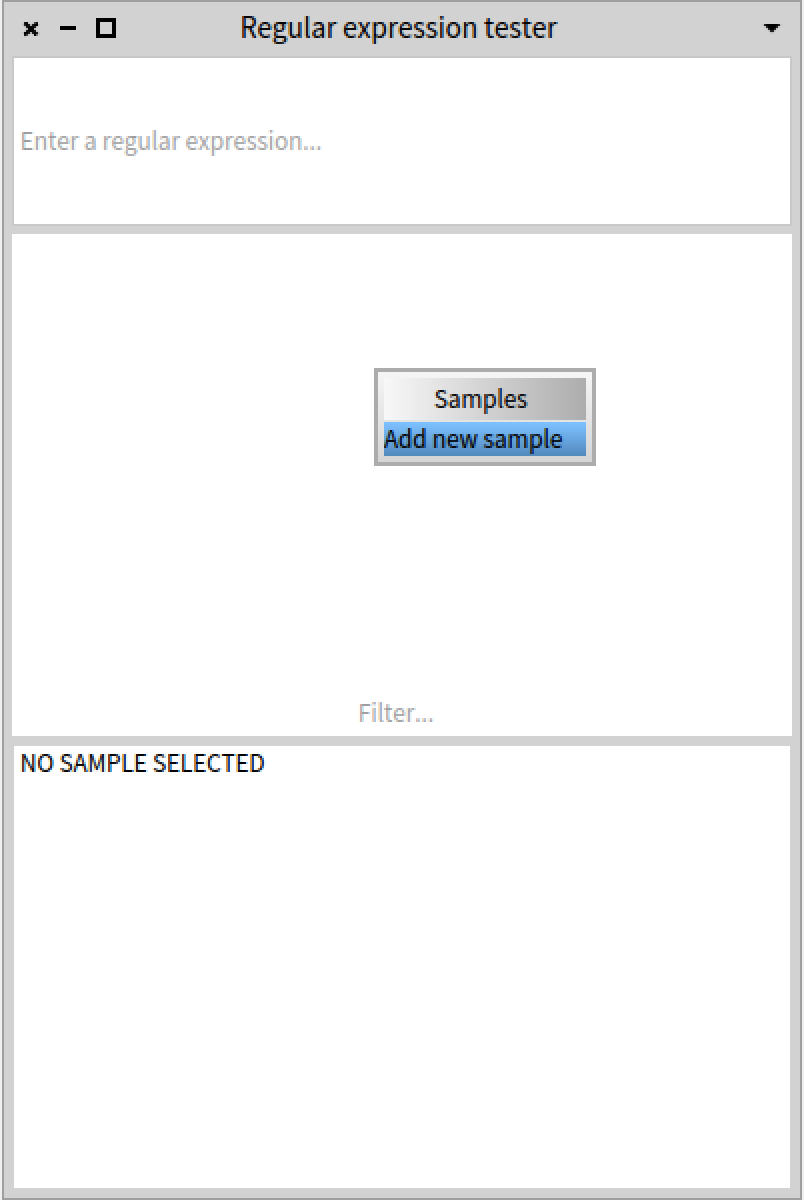 Regular expression tester
Enter a regular expression...
Samples
Add new sample
Filter...
NO SAMPLE SELECTED